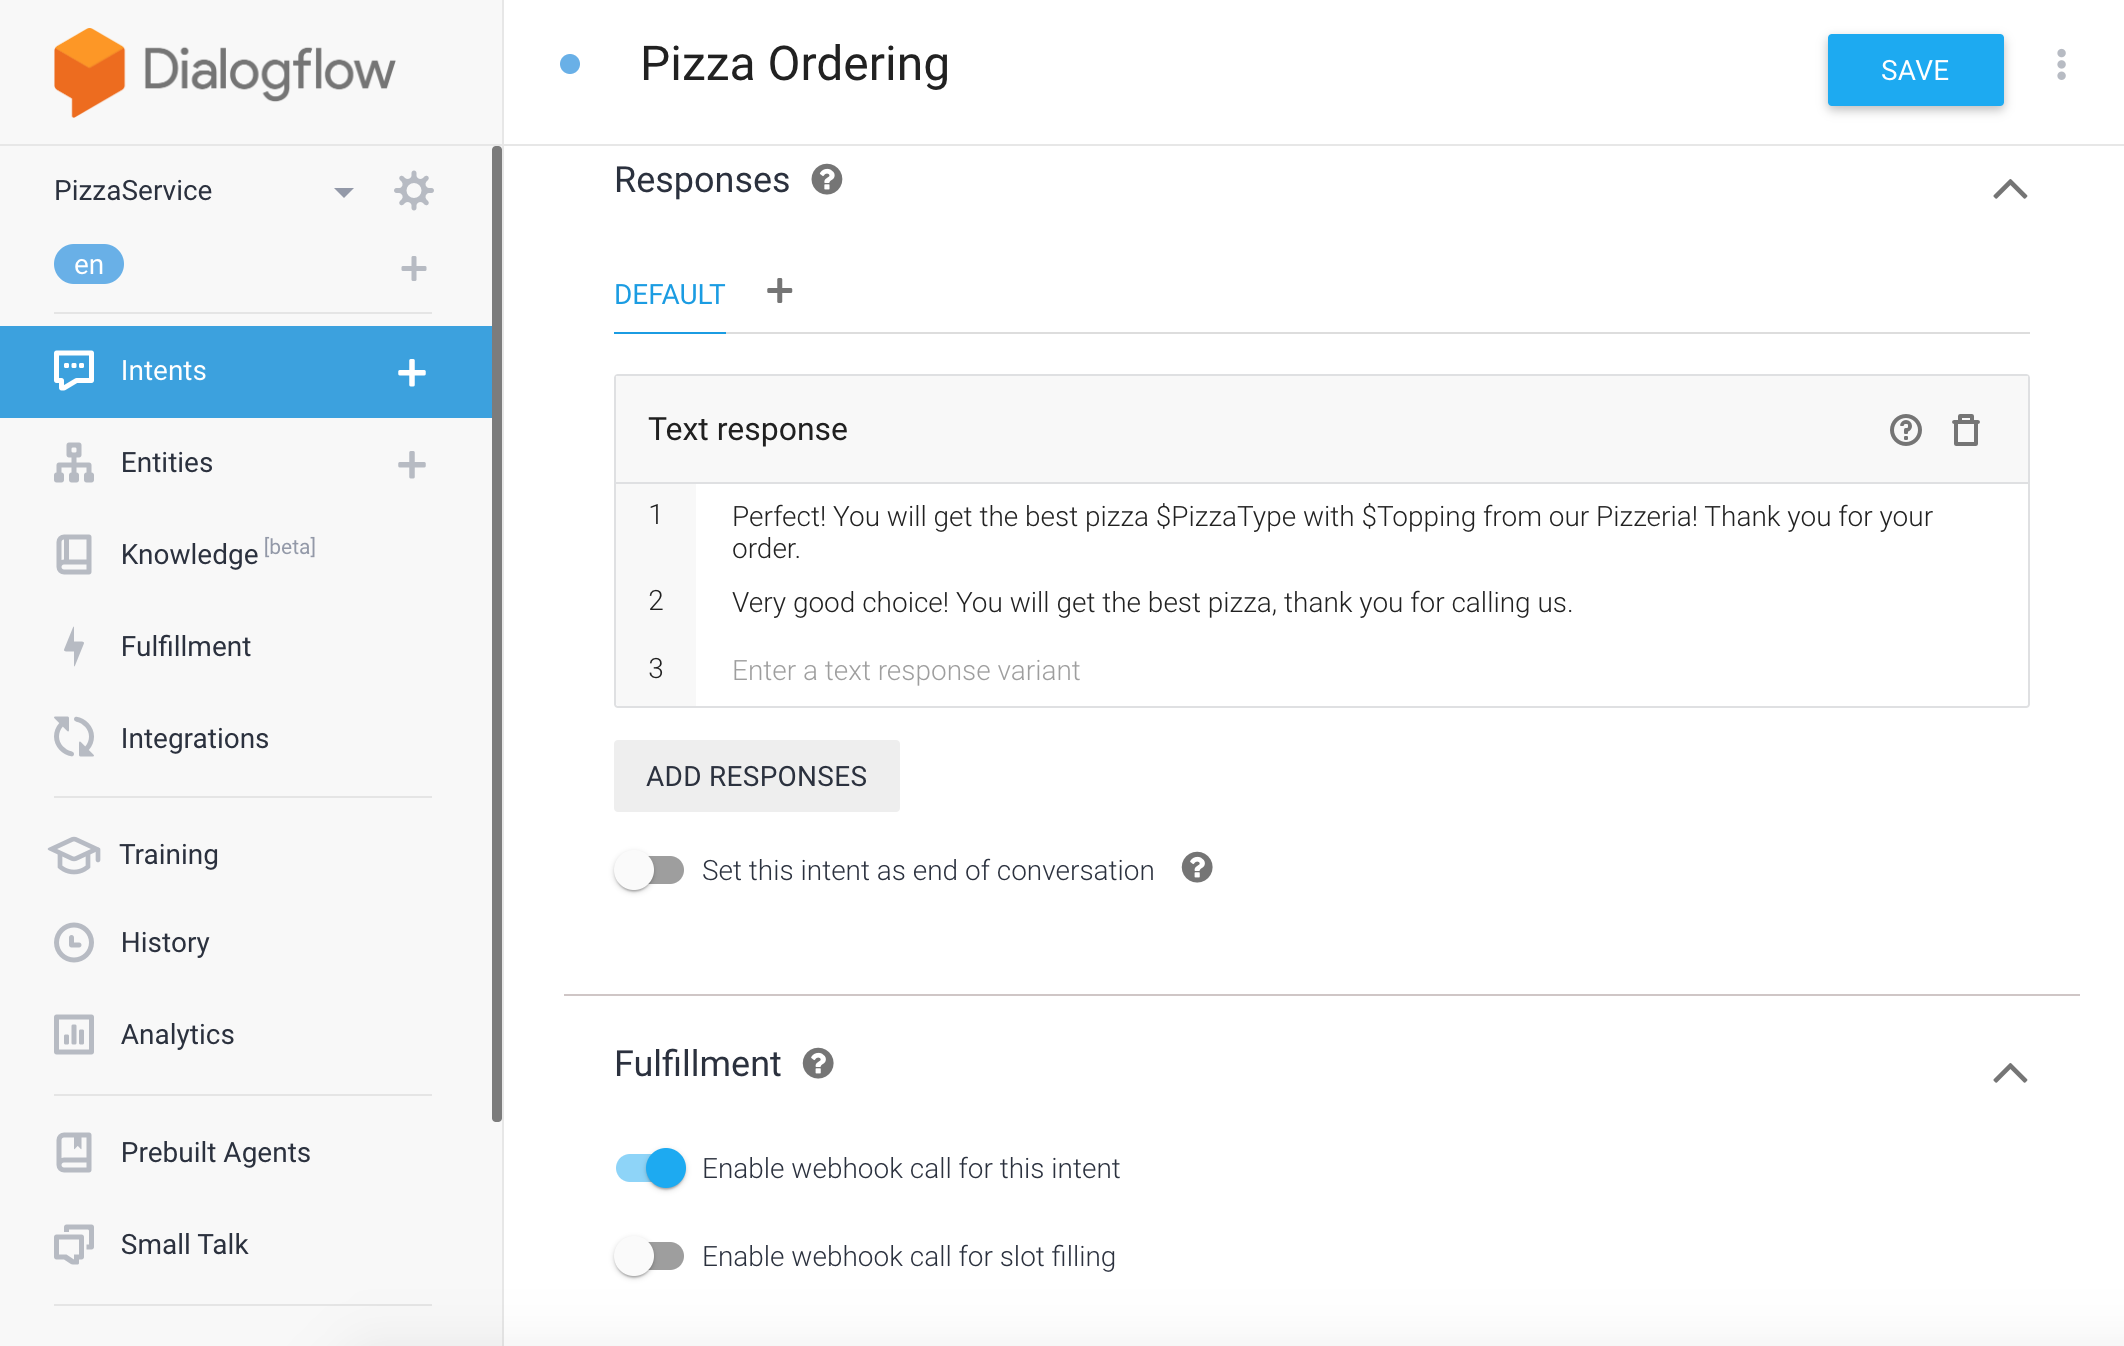 Dialogflow
PizzaService
en
Intents
Entities
Knowledge [beta]
Fulfillment
Integrations
Training
History
Analytics
Prebuilt Agents
Small Talk
Pizza Ordering
SAVE
Responses
DEFAULT
Text response
1 Perfect! You will get the best pizza $PizzaType with $Topping from our Pizzeria! Thank you for your
order.
2 Very good choice! You will get the best pizza, thank you for calling us.
3 Enter a text response variant
ADD RESPONSES
Set this intent as end of conversation
Fulfillment
Enable webhook call for this intent
Enable webhook call for slot filling